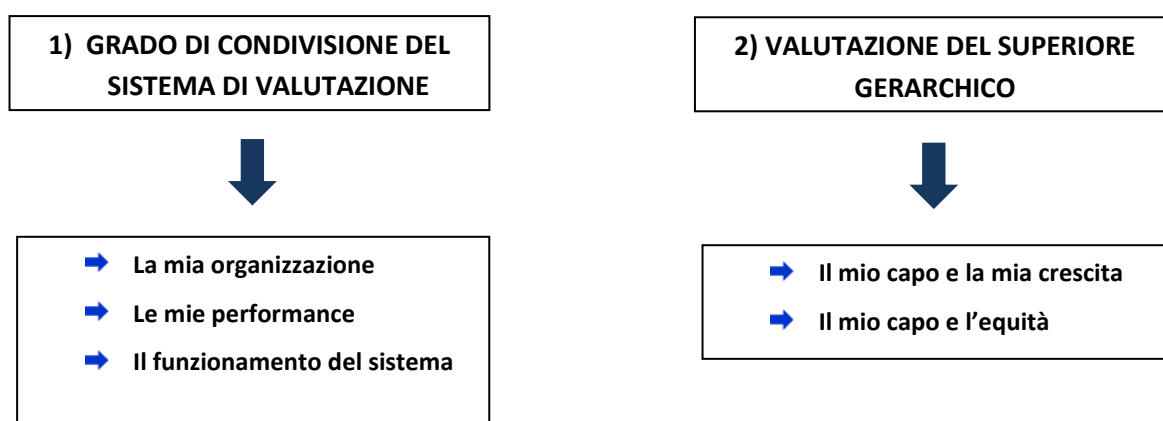 1) GRADO DI CONDIVISIONE DEL
SISTEMA DI VALUTAZIONE
La mia organizzazione
Le mie performance
Il funzionamento del sistema
2) VALUTAZIONE DEL SUPERIORE
GERARCHICO
Il mio capo e la mia crescita
Il mio capo e l'equità